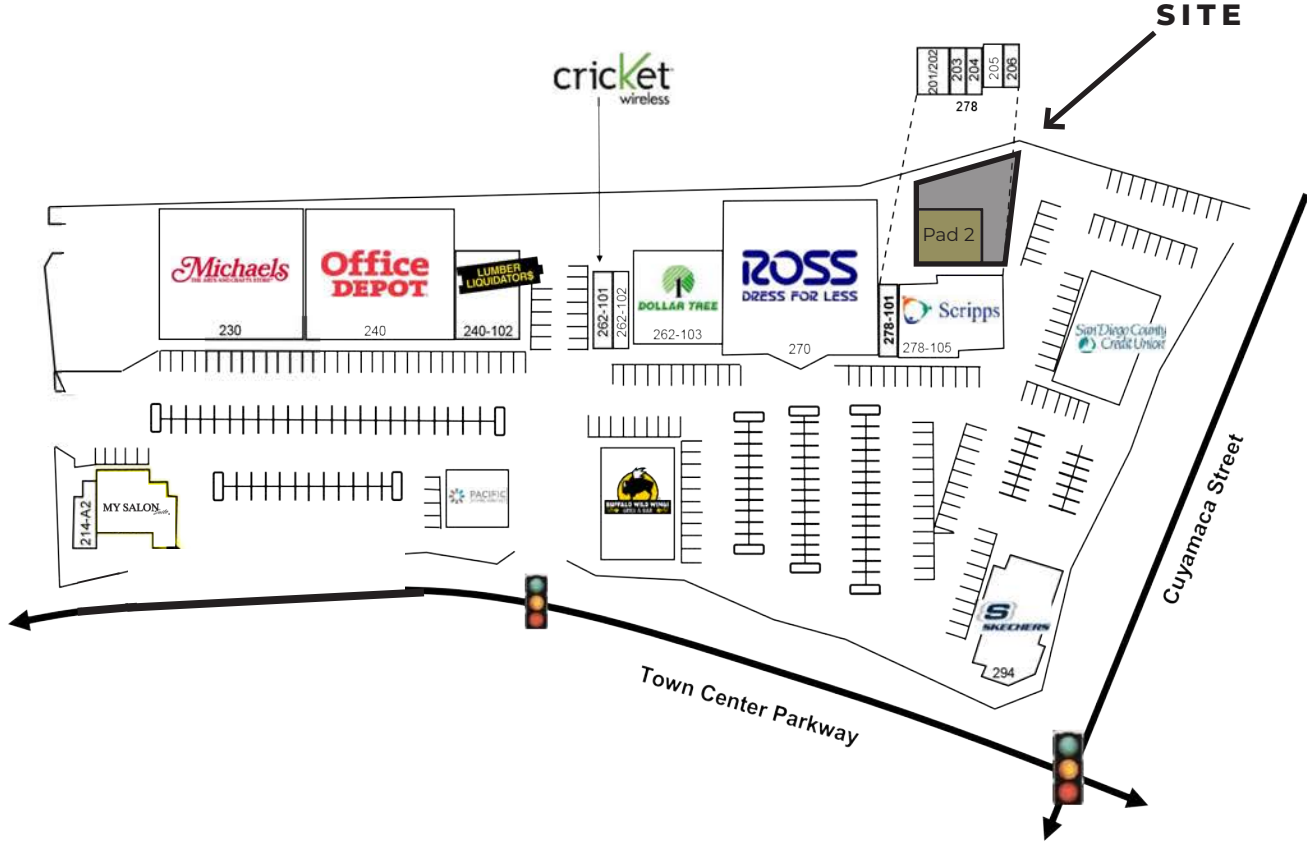 SITE
cricket
wireless
201/202
203
204
205
206
278
Michaels
THE ARTS AND CRAFTS STORE
230
Office
DEPOT
240
LUMBER
LIQUIDATORS
240-102
262-101
262-102
DOLLAR TREE
262-103
ROSS
DRESS FOR LESS
270
Pad 2
278-101
Scripps
278-105
San Diego County
Credit Union
214-A2
MY SALON
Suite
PACIFIC
BUFFALO WILD WINGS
GRILL & BAR
S
SKECHERS
294
Town Center Parkway
Cuyamaca Street